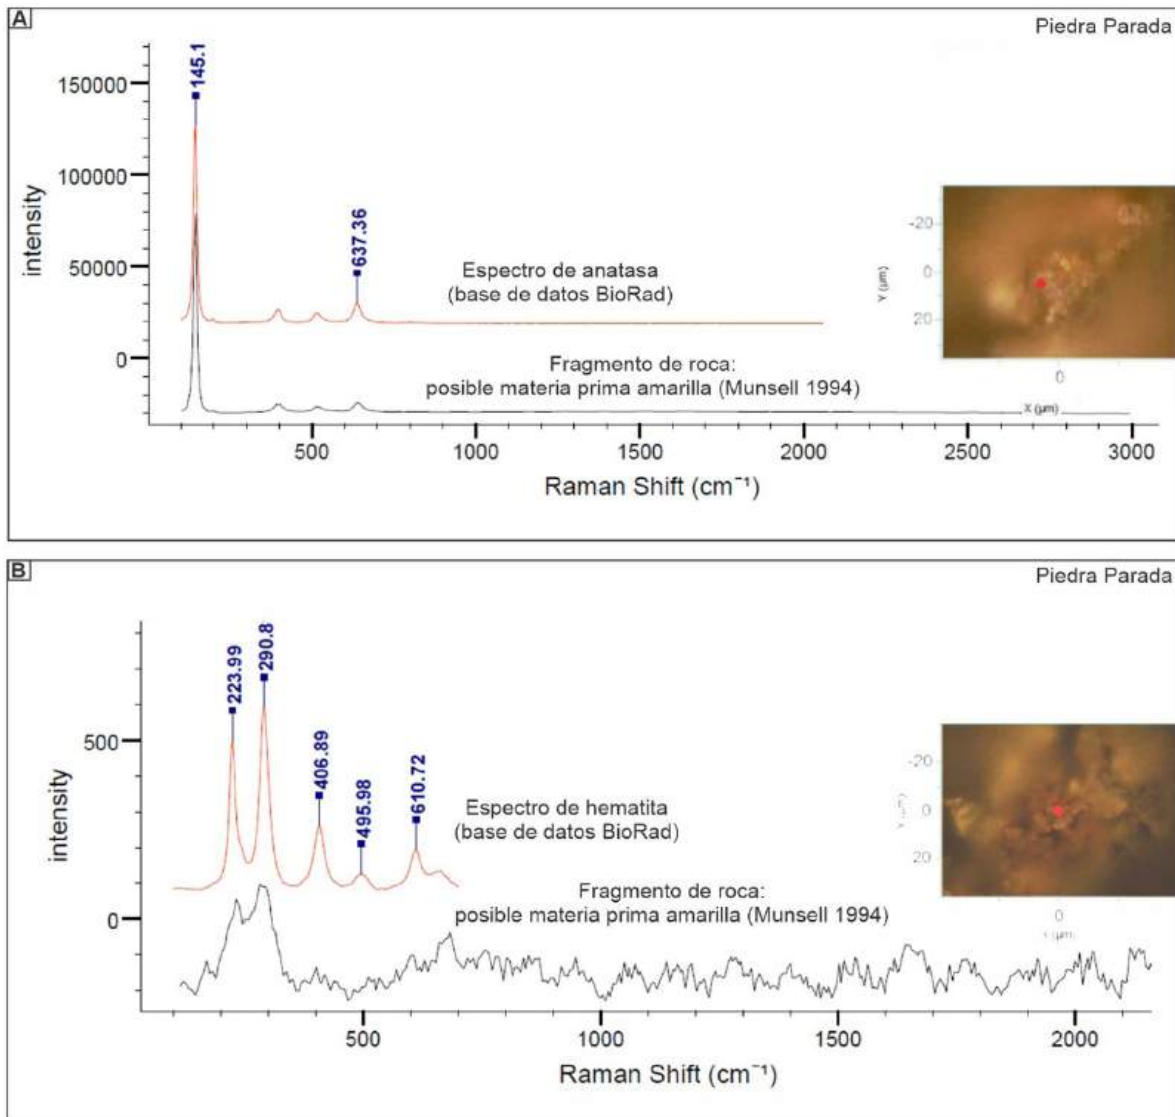 A
Piedra Parada
145.1
637.36
150000
100000
50000
0
intensity
Espectro de anatasa
(base de datos BioRad)
Fragmento de roca:
posible materia prima amarilla (Munsell 1994)
-20
0
20
Y (µm)
0
X (µm)
500
1000
1500
2000
2500
3000
Raman Shift (cm⁻¹)
B
Piedra Parada
223.99
290.8
406.89
495.98
610.72
500
0
intensity
Espectro de hematita
(base de datos BioRad)
Fragmento de roca:
posible materia prima amarilla (Munsell 1994)
-20
0
20
0
500
1000
1500
2000
Raman Shift (cm⁻¹)